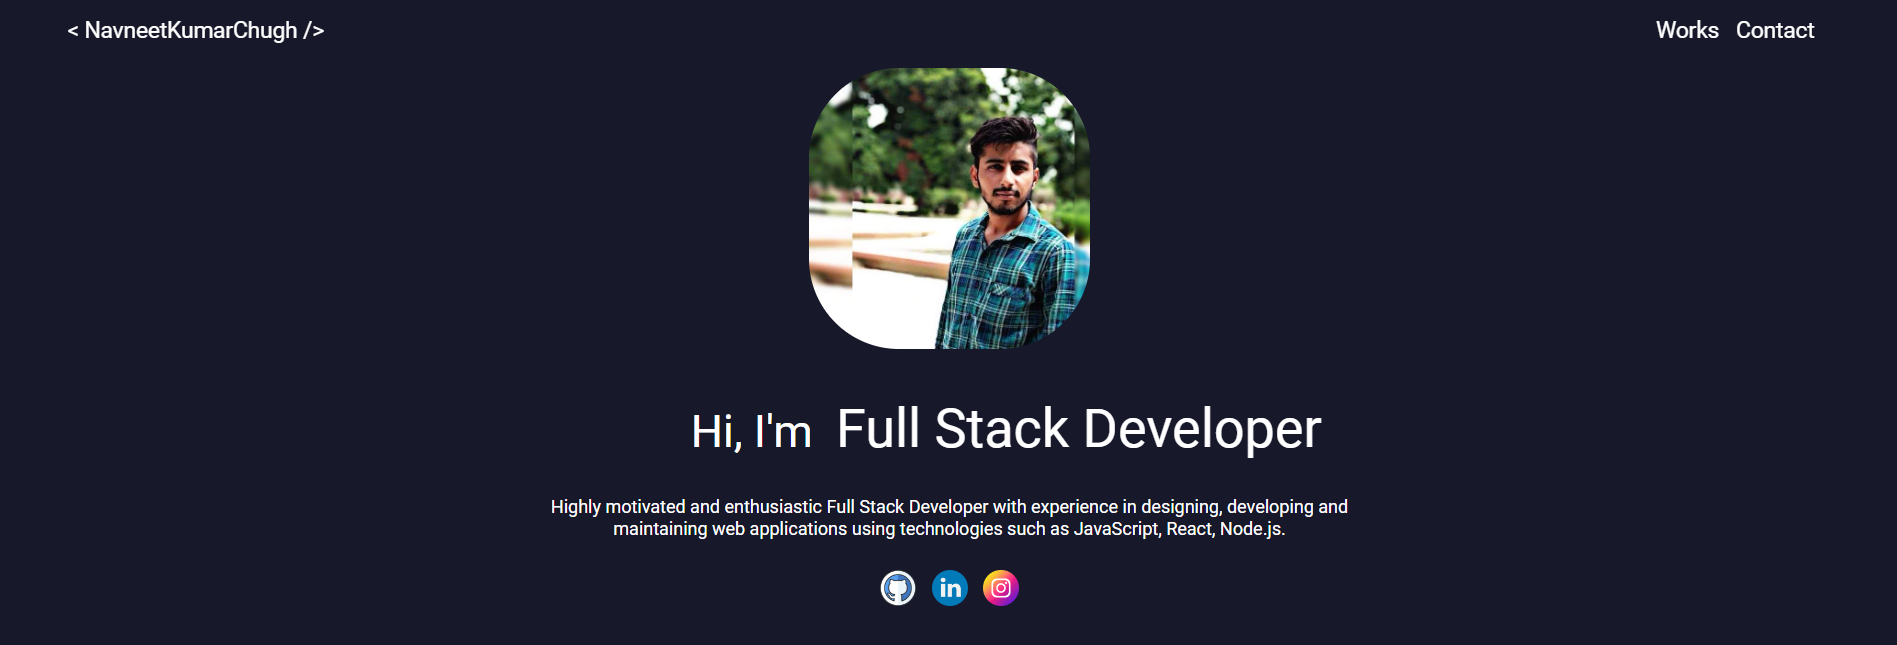 < NavneetKumarChugh />
Works Contact
Hi, I'm Full Stack Developer
Highly motivated and enthusiastic Full Stack Developer with experience in designing, developing and
maintaining web applications using technologies such as JavaScript, React, Node.js.
in